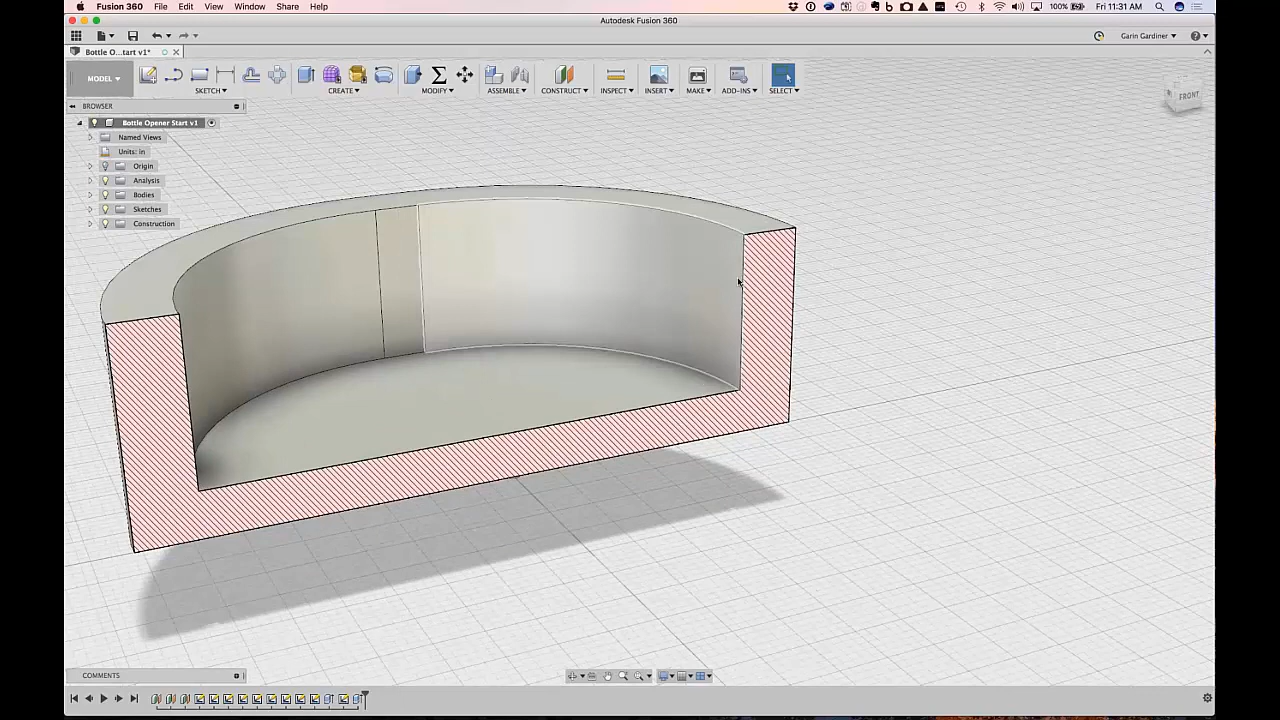 Fusion 360 File Edit View Window Share Help 100% Fri 11:31 AM
Autodesk Fusion 360
Garin Gardiner
Bottle O...tart v1*
MODEL SKETCH CREATE MODIFY ASSEMBLE CONSTRUCT INSPECT INSERT MAKE ADD-INS SELECT
FRONT
BROWSER
Bottle Opener Start v1
Named Views
Units: in
Origin
Analysis
Bodies
Sketches
Construction
COMMENTS